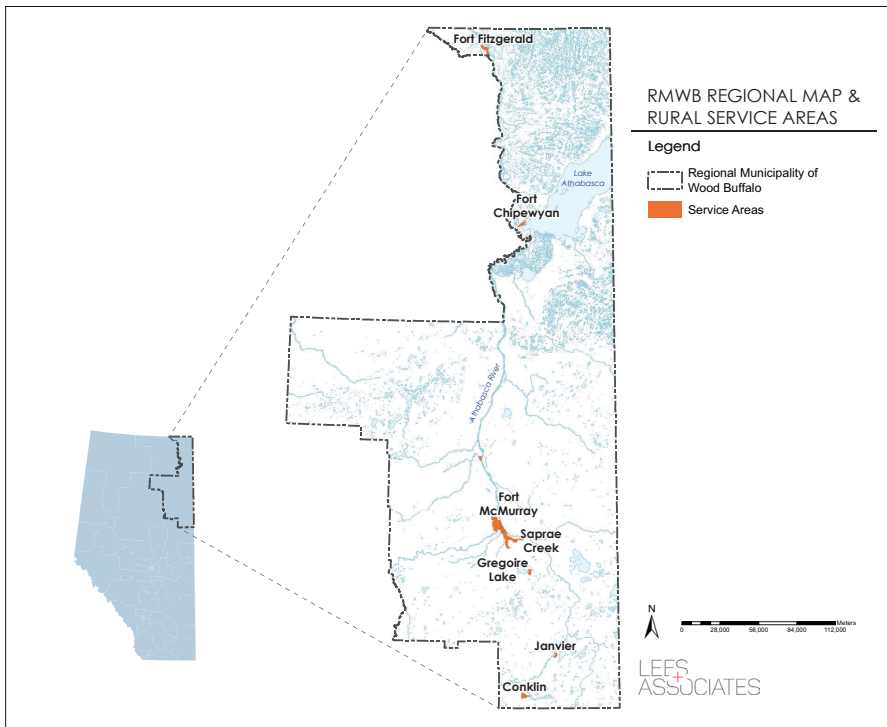 Fort Fitzgerald
RMWB REGIONAL MAP &
RURAL SERVICE AREAS
Legend
Regional Municipality of
Wood Buffalo
Service Areas
Lake
Athabasca
Fort
Chipewyan
Athabasca River
Fort
McMurray
Saprae
Creek
Gregoire
Lake
Janvier
Conklin
N
Meters
0 28,000 56,000 84,000 112,000
LEES
+
ASSOCIATES